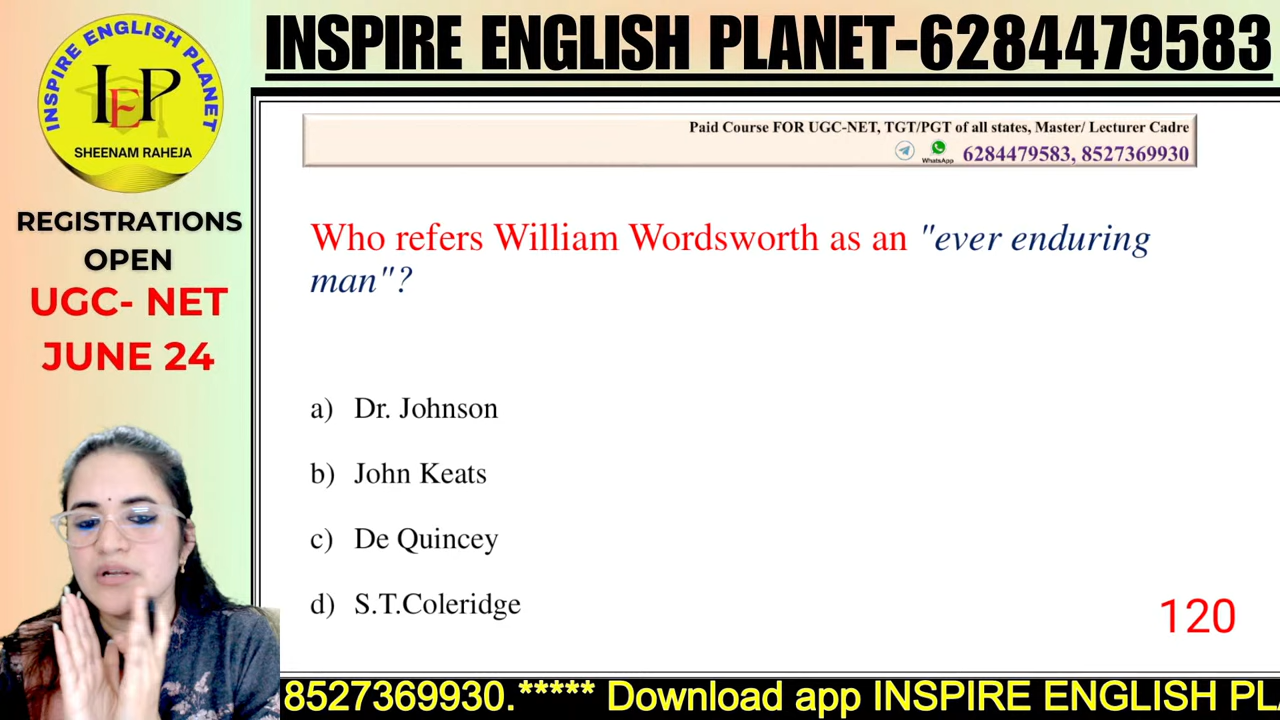 INSPIRE ENGLISH PLANET
IEP
SHEENAM RAHEJA
REGISTRATIONS
OPEN
UGC- NET
JUNE 24
INSPIRE ENGLISH PLANET-6284479583
Paid Course FOR UGC-NET, TGT/PGT of all states, Master/ Lecturer Cadre
WhatsApp 6284479583, 8527369930
Who refers William Wordsworth as an "ever enduring
man"?
a) Dr. Johnson
b) John Keats
c) De Quincey
d) S.T.Coleridge
120
8527369930.***** Download app INSPIRE ENGLISH PL